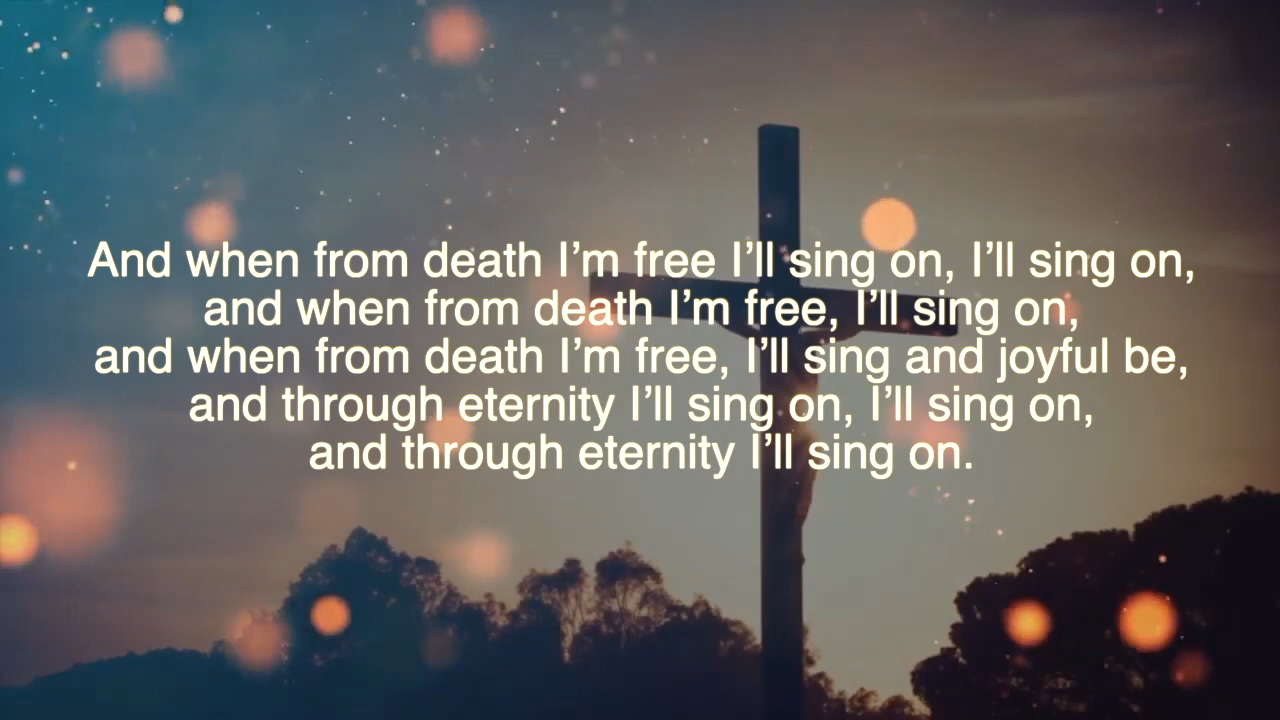 And when from death I’m free I’ll sing on, I’ll sing on,
and when from death I’m free, I’ll sing on,
and when from death I’m free, I’ll sing and joyful be,
and through eternity I’ll sing on, I’ll sing on,
and through eternity I’ll sing on.